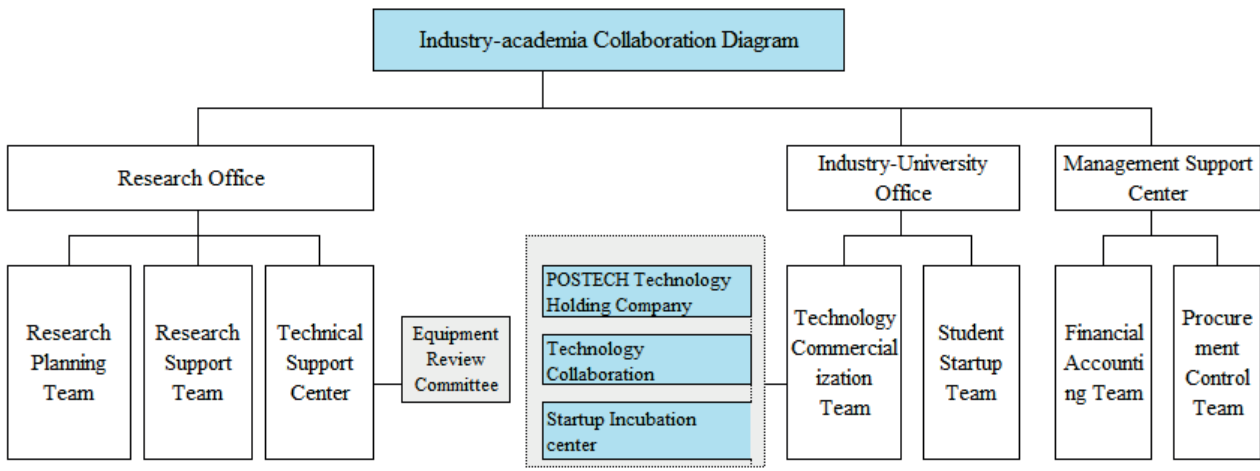 Industry-academia Collaboration Diagram
Research Office
Industry-University
Office
Management Support
Center
Research
Planning
Team
Research
Support
Team
Technical
Support
Center
Equipment
Review
Committee
POSTECH Technology
Holding Company
Technology
Collaboration
Startup Incubation
center
Technology
Commercial
ization
Team
Student
Startup
Team
Financial
Accounti
ng Team
Procure
ment
Control
Team